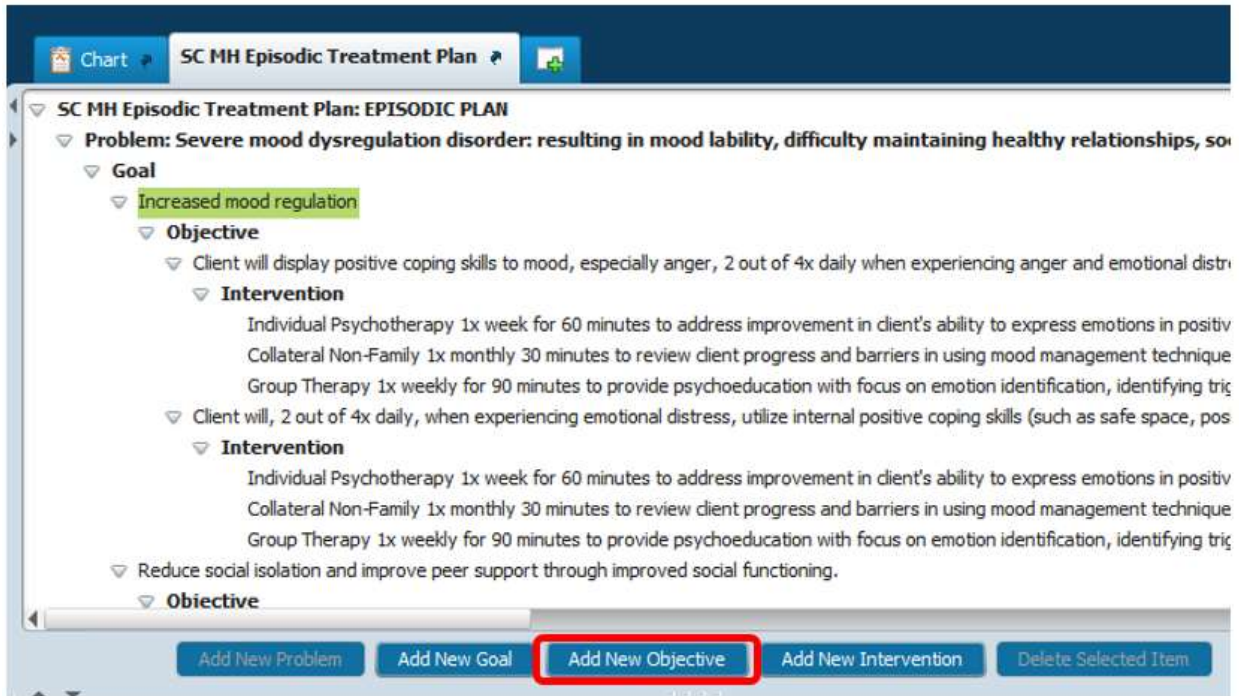 Chart
SC MH Episodic Treatment Plan
SC MH Episodic Treatment Plan: EPISODIC PLAN
Problem: Severe mood dysregulation disorder: resulting in mood lability, difficulty maintaining healthy relationships,
Goal
Increased mood regulation
Objective
Client will display positive coping skills to mood, especially anger, 2 out of 4x daily when experiencing anger and emotional
Intervention
Individual Psychotherapy 1x week for 60 minutes to address improvement in client's ability to express emotions in
Collateral Non-Family 1x monthly 30 minutes to review client progress and barriers in using mood management technique
Group Therapy 1x weekly for 90 minutes to provide psychoeducation with focus on emotion identification, identifying
Client will, 2 out of 4x daily, when experiencing emotional distress, utilize internal positive coping skills (such as safe space,
Intervention
Individual Psychotherapy 1x week for 60 minutes to address improvement in client's ability to express emotions in
Collateral Non-Family 1x monthly 30 minutes to review client progress and barriers in using mood management technique
Group Therapy 1x weekly for 90 minutes to provide psychoeducation with focus on emotion identification, identifying
Reduce social isolation and improve peer support through improved social functioning.
Objective
Add New Problem Add New Goal Add New Objective Add New Intervention Delete Selected Item